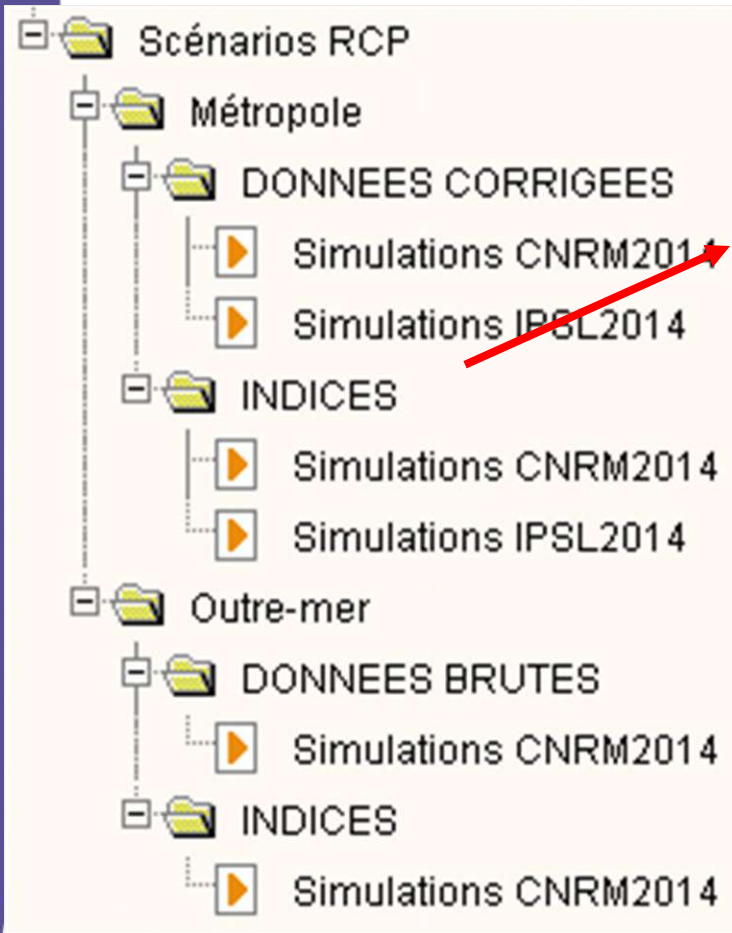 Scénarios RCP
Métropole
DONNEES CORRIGEES
Simulations CNRM2014
Simulations IPSL2014
INDICES
Simulations CNRM2014
Simulations IPSL2014
Outre-mer
DONNEES BRUTES
Simulations CNRM2014
INDICES
Simulations CNRM2014